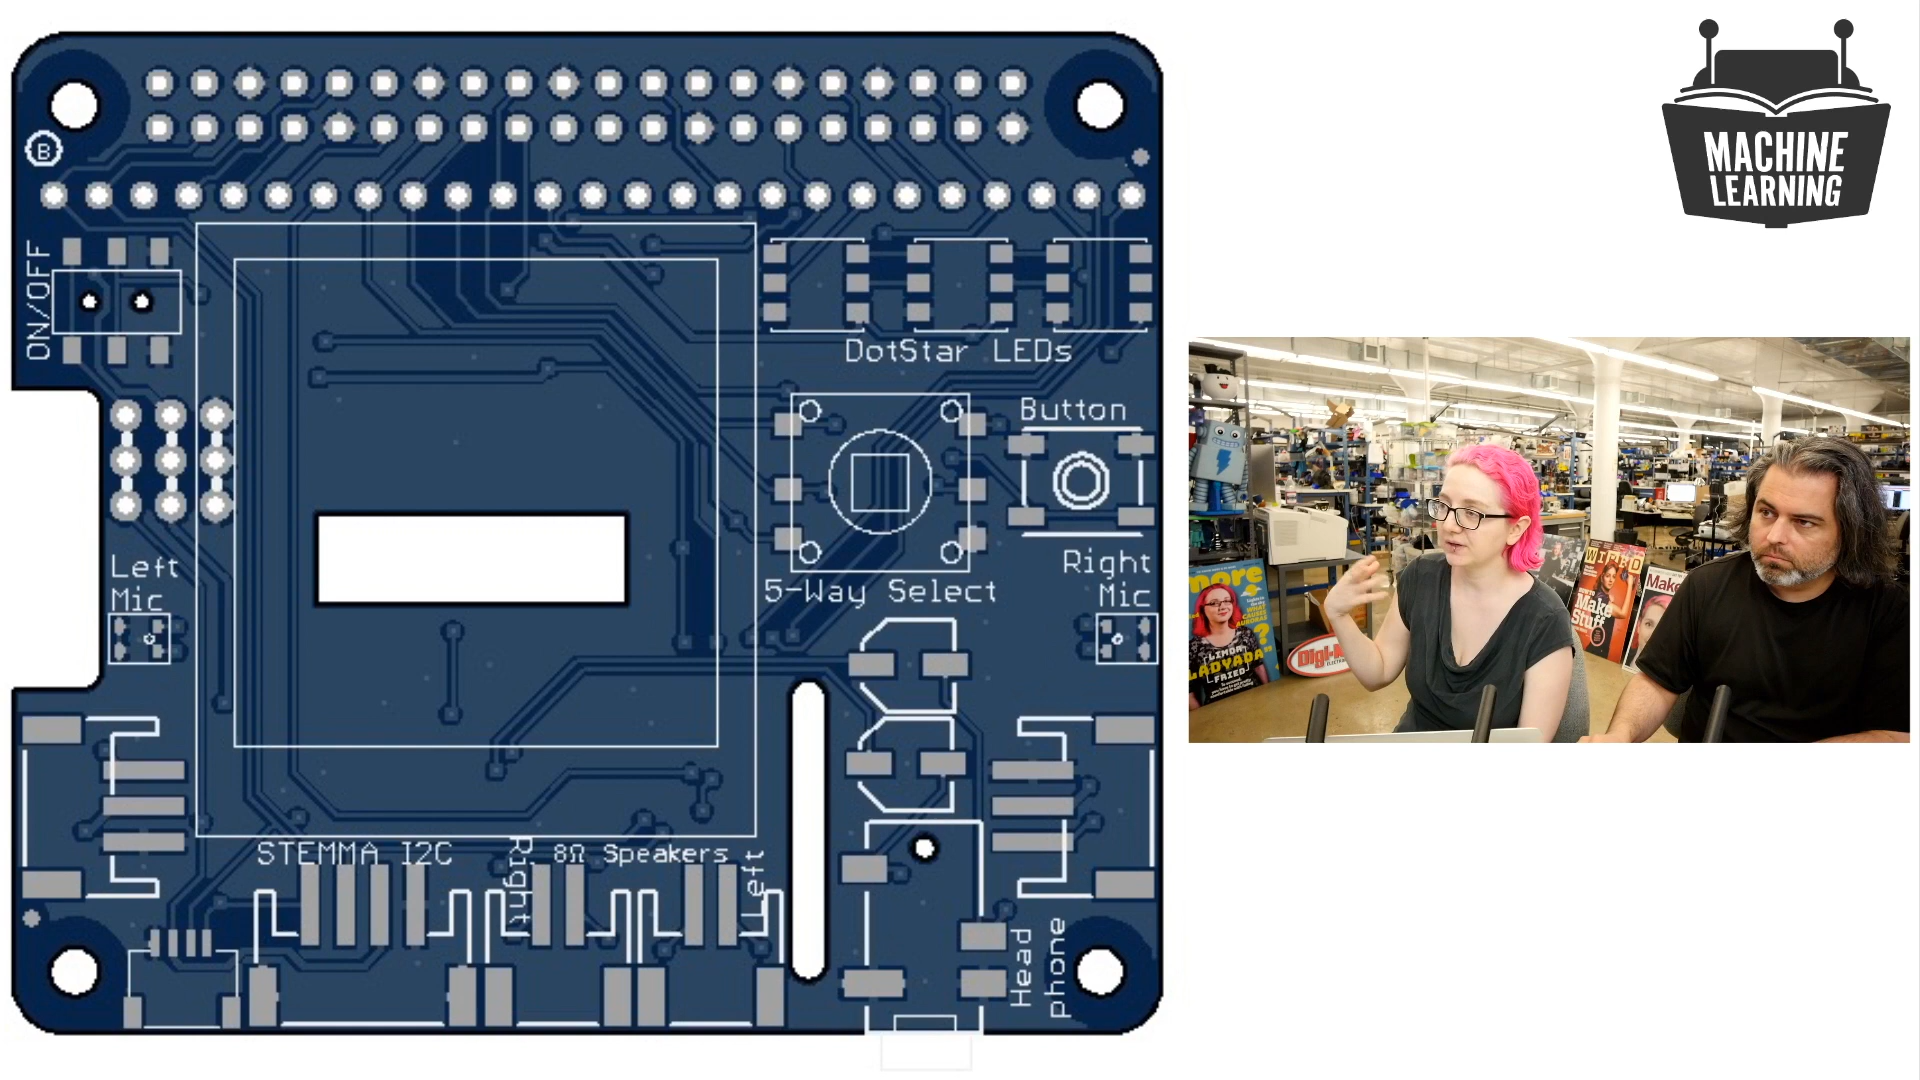 B
ON/OFF
DotStar LEDs
Button
5-Way Select
Left
Mic
Right
Mic
STEMMA I2C
Right
8Ω Speakers
Left
Head
phone
MACHINE
LEARNING
more
LIMOR
"LADYADA"
FRIED
?
Digi-K
WIRED
Make
Stuff
Make